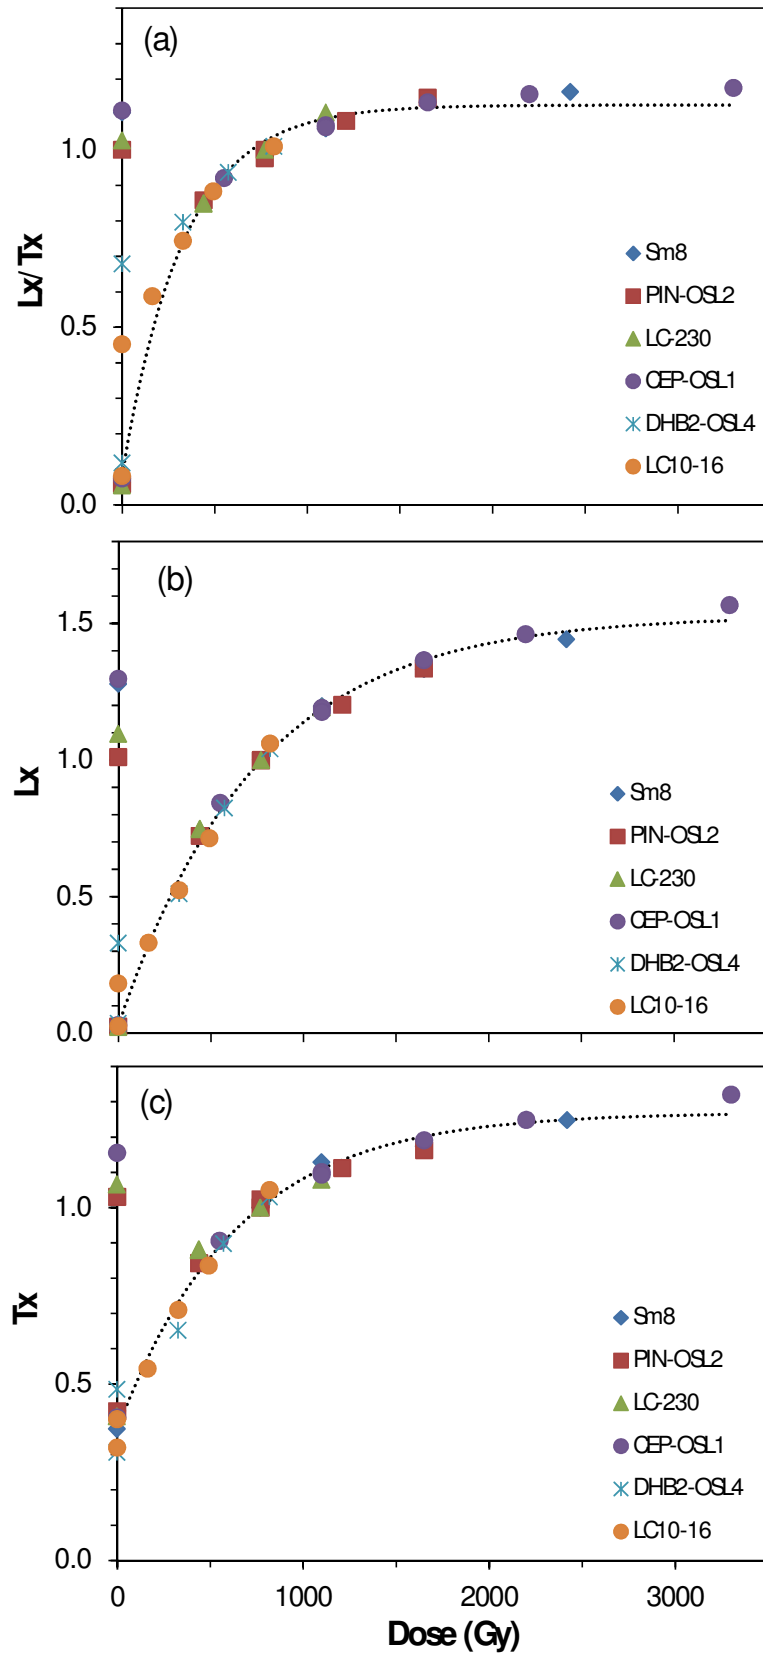 (a)
1.0
0.5
0.0
Lx/Tx
Sm8
PIN-OSL2
LC-230
CEP-OSL1
DHB2-OSL4
LC10-16
(b)
1.5
1.0
0.5
0.0
Lx
Sm8
PIN-OSL2
LC-230
CEP-OSL1
DHB2-OSL4
LC10-16
(c)
1.0
0.5
0.0
Tx
Sm8
PIN-OSL2
LC-230
CEP-OSL1
DHB2-OSL4
LC10-16
0 1000 2000 3000
Dose (Gy)